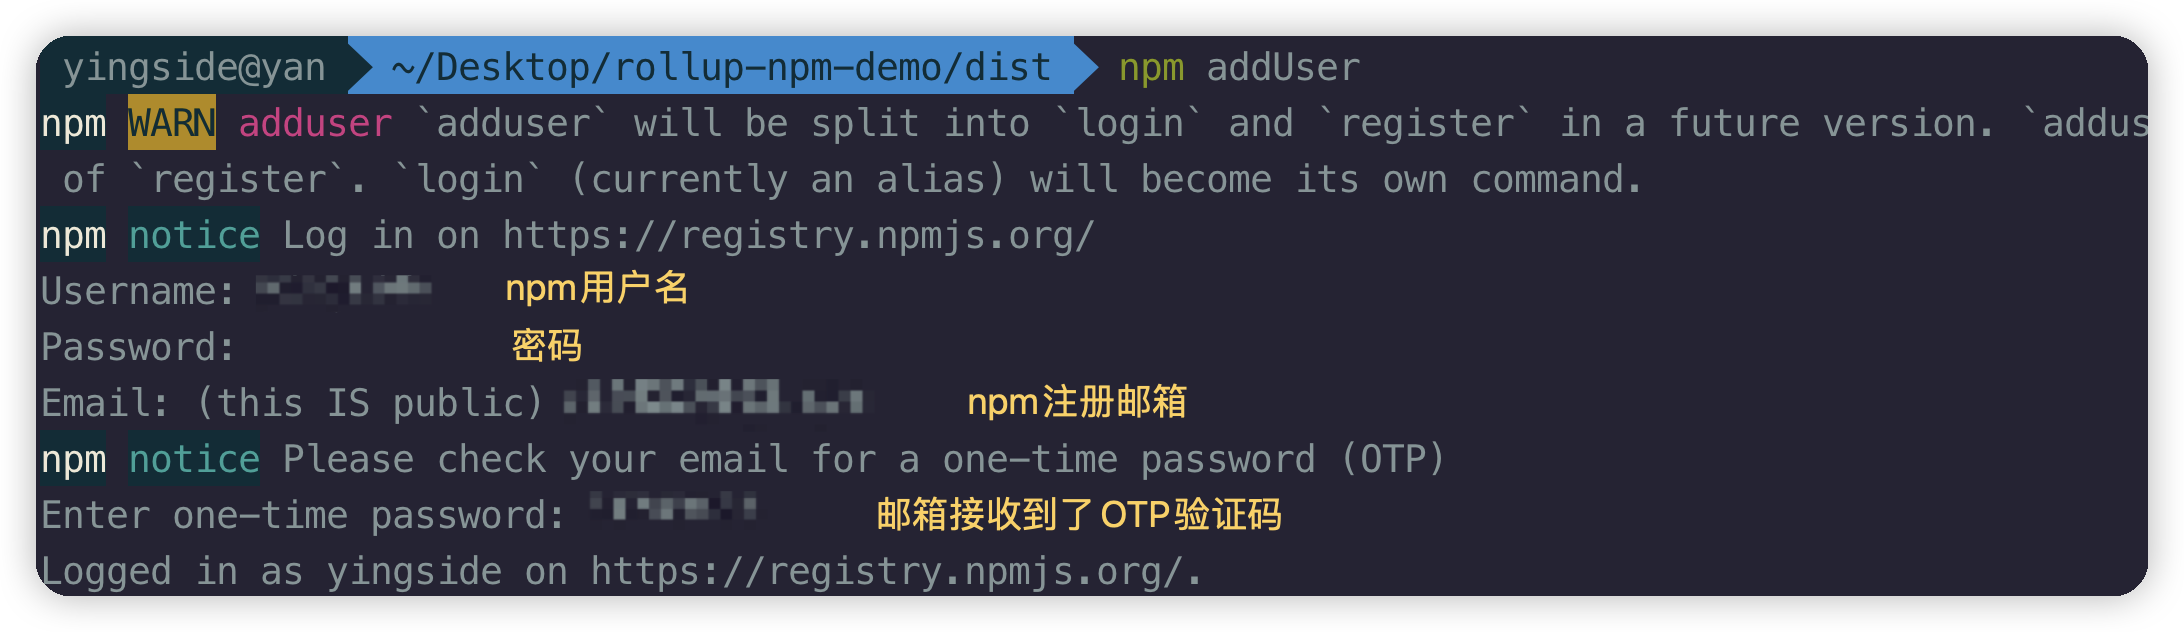 yingside@yan ~/Desktop/rollup-npm-demo/dist npm addUser
npm WARN adduser `adduser` will be split into `login` and `register` in a future version. `addus
of `register`. `login` (currently an alias) will become its own command.
npm notice Log in on https://registry.npmjs.org/
Username: npm用户名
Password: 密码
Email: (this IS public) npm注册邮箱
npm notice Please check your email for a one-time password (OTP)
Enter one-time password: 邮箱接收到了OTP验证码
Logged in as yingside on https://registry.npmjs.org/.